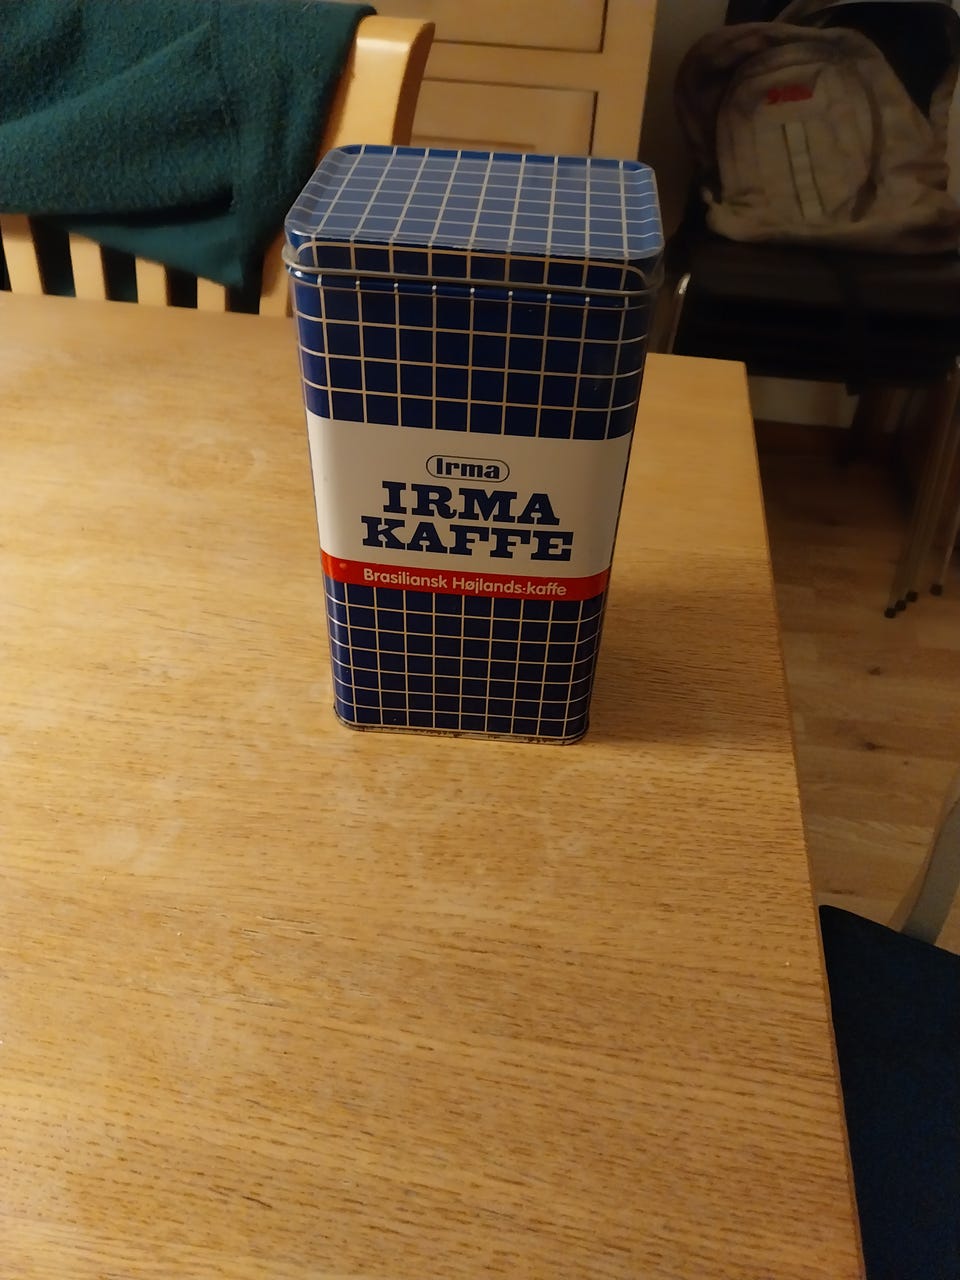 Irma
IRMA
KAFFE
Brasiliansk Højlands-kaffe